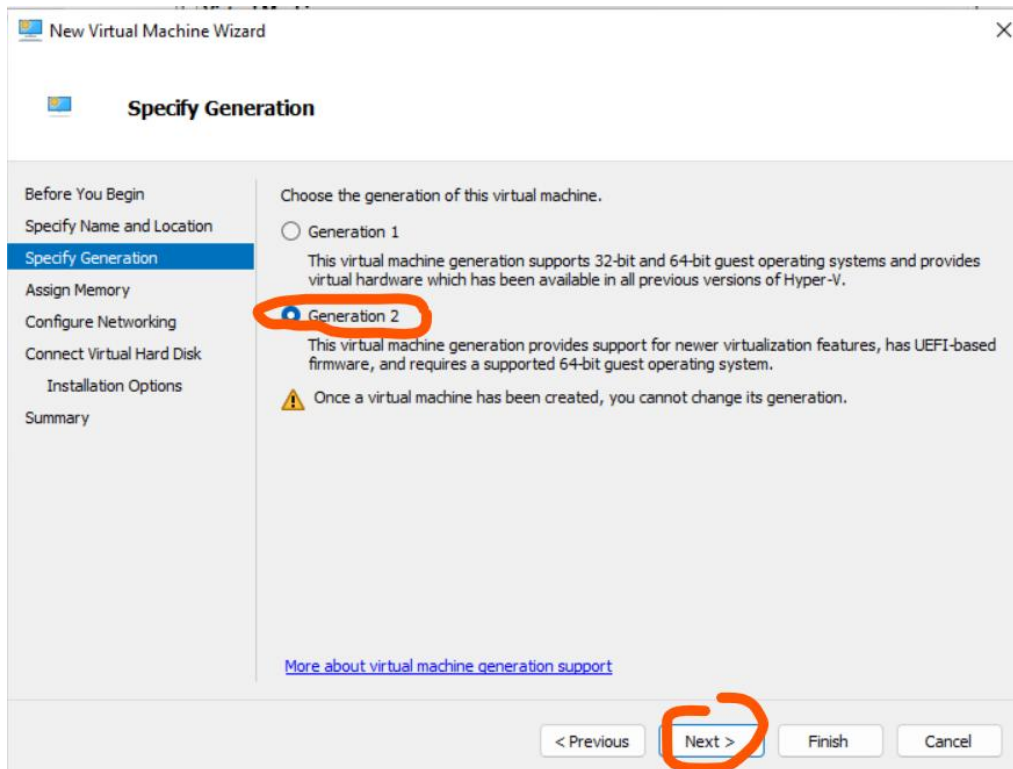 New Virtual Machine Wizard
Specify Generation
Before You Begin
Specify Name and Location
Specify Generation
Assign Memory
Configure Networking
Connect Virtual Hard Disk
Installation Options
Summary
Choose the generation of this virtual machine.
Generation 1
This virtual machine generation supports 32-bit and 64-bit guest operating systems and provides
virtual hardware which has been available in all previous versions of Hyper-V.
Generation 2
This virtual machine generation provides support for newer virtualization features, has UEFI-based
firmware, and requires a supported 64-bit guest operating system.
Once a virtual machine has been created, you cannot change its generation.
More about virtual machine generation support
< Previous
Next >
Finish
Cancel